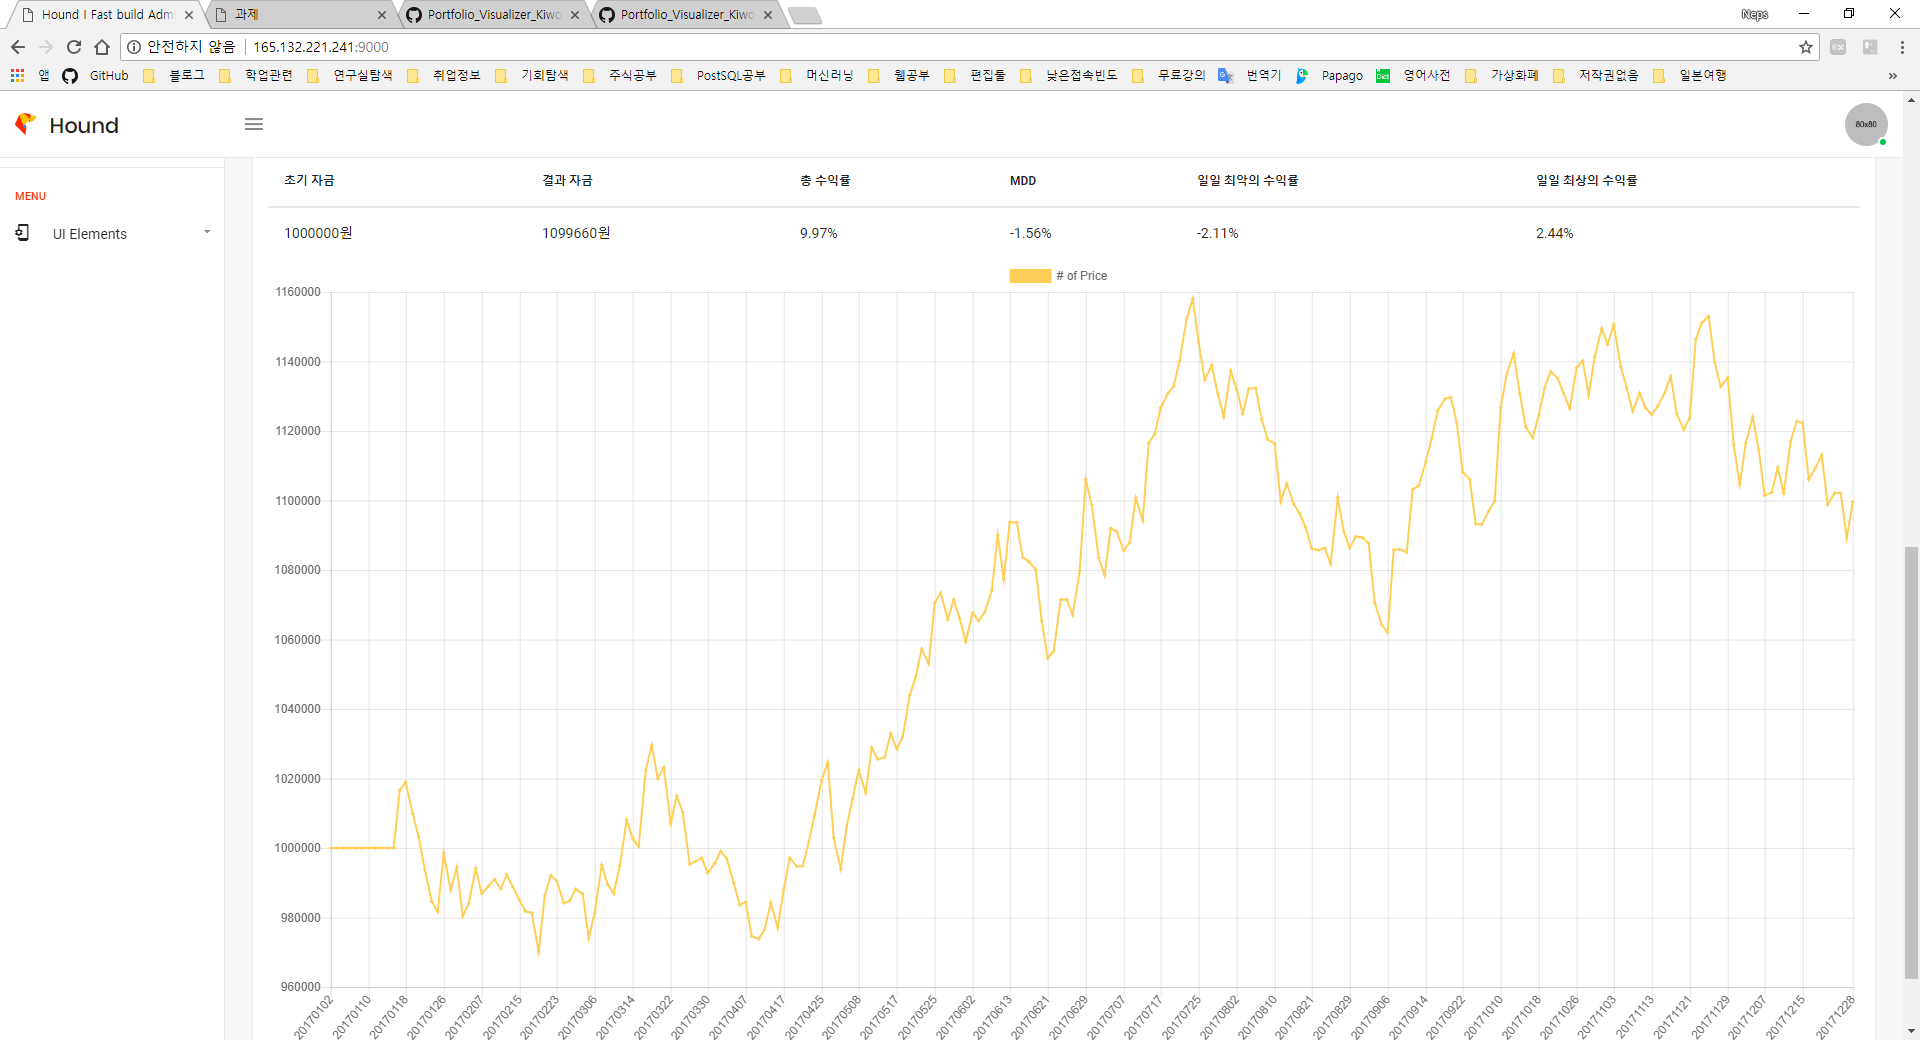 Hound I Fast build Adm
과제
Portfolio_Visualizer_Kiwo
Portfolio_Visualizer_Kiwo
Neps
안전하지 않음 165.132.221.241:9000
앱 GitHub 블로그 학업관련 연구실탐색 취업정보 기회탐색 주식공부 PostSQL공부 머신러닝 웹공부 편집툴 낮은접속빈도 무료강의 번역기 Papago 영어사전 가상화폐 저작권없음 일본여행 »
Hound
80x80
MENU
UI Elements
초기 자금 결과 자금 총 수익률 MDD 일일 최악의 수익률 일일 최상의 수익률
1000000원 1099660원 9.97% -1.56% -2.11% 2.44%
# of Price
1160000
1140000
1120000
1100000
1080000
1060000
1040000
1020000
1000000
980000
960000
20170102 20170110 20170118 20170126 20170207 20170215 20170223 20170306 20170314 20170322 20170330 20170407 20170417 20170425 20170508 20170517 20170525 20170602 20170613 20170621 20170629 20170707 20170717 20170725 20170802 20170810 20170821 20170829 20170906 20170914 20170922 20171010 20171018 20171026 20171103 20171113 20171121 20171129 20171207 20171215 20171228